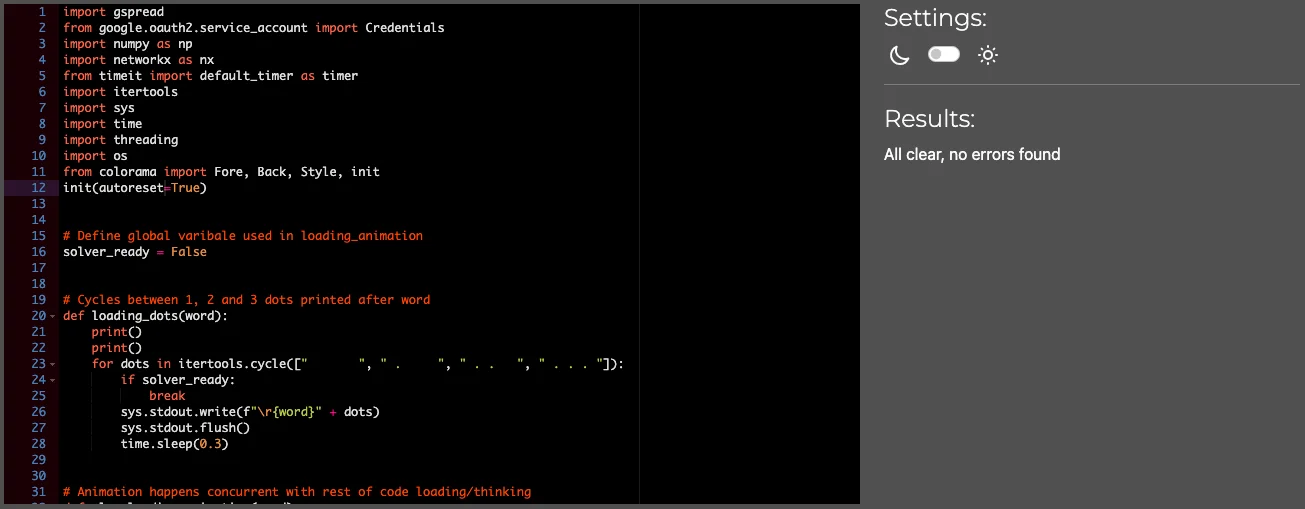 1 import gspread
2 from google.oauth2.service_account import Credentials
3 import numpy as np
4 import networkx as nx
5 from timeit import default_timer as timer
6 import itertools
7 import sys
8 import time
9 import threading
10 import os
11 from colorama import Fore, Back, Style, init
12 init(autoreset=True)
13
14
15 # Define global varibale used in loading_animation
16 solver_ready = False
17
18
19 # Cycles between 1, 2 and 3 dots printed after word
20 def loading_dots(word):
21     print()
22     print()
23     for dots in itertools.cycle(["       ", " .     ", " . .   ", " . . . "]):
24         if solver_ready:
25             break
26         sys.stdout.write(f"\r{word}" + dots)
27         sys.stdout.flush()
28         time.sleep(0.3)
29
30
31 # Animation happens concurrent with rest of code loading/thinking
Settings:
Results:
All clear, no errors found